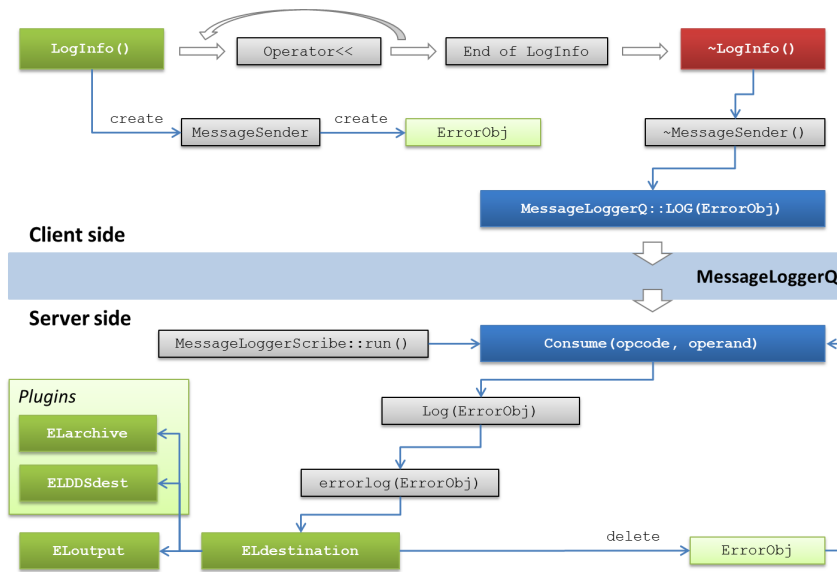 LogInfo()
Operator<<
End of LogInfo
~LogInfo()
create
MessageSender
create
ErrorObj
~MessageSender()
MessageLoggerQ::LOG(ErrorObj)
Client side
MessageLoggerQ
Server side
MessageLoggerScribe::run()
Consume(opcode, operand)
Plugins
Log(ErrorObj)
ELarchive
ELDDSdest
errorlog(ErrorObj)
ELoutput
ELdestination
delete
ErrorObj